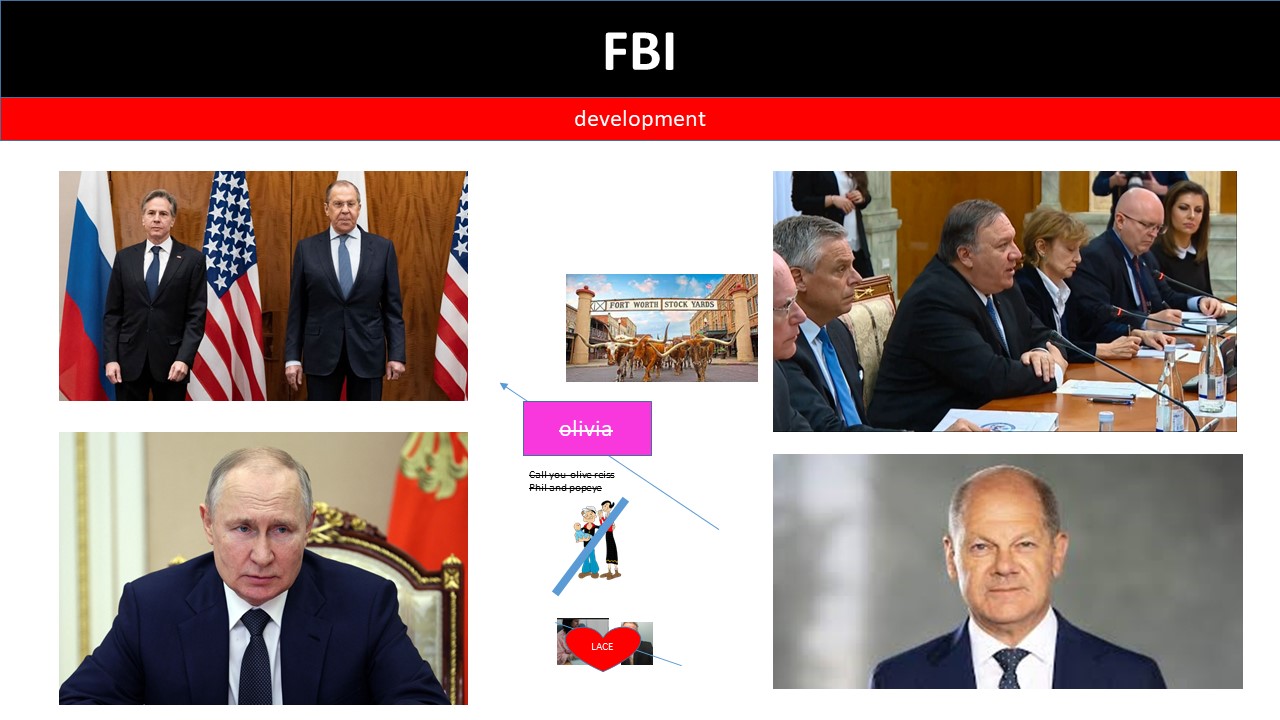 FBI
development
FORT WORTH STOCK YARDS
olivia
Call you olive reiss
Phil and popeye
LACE